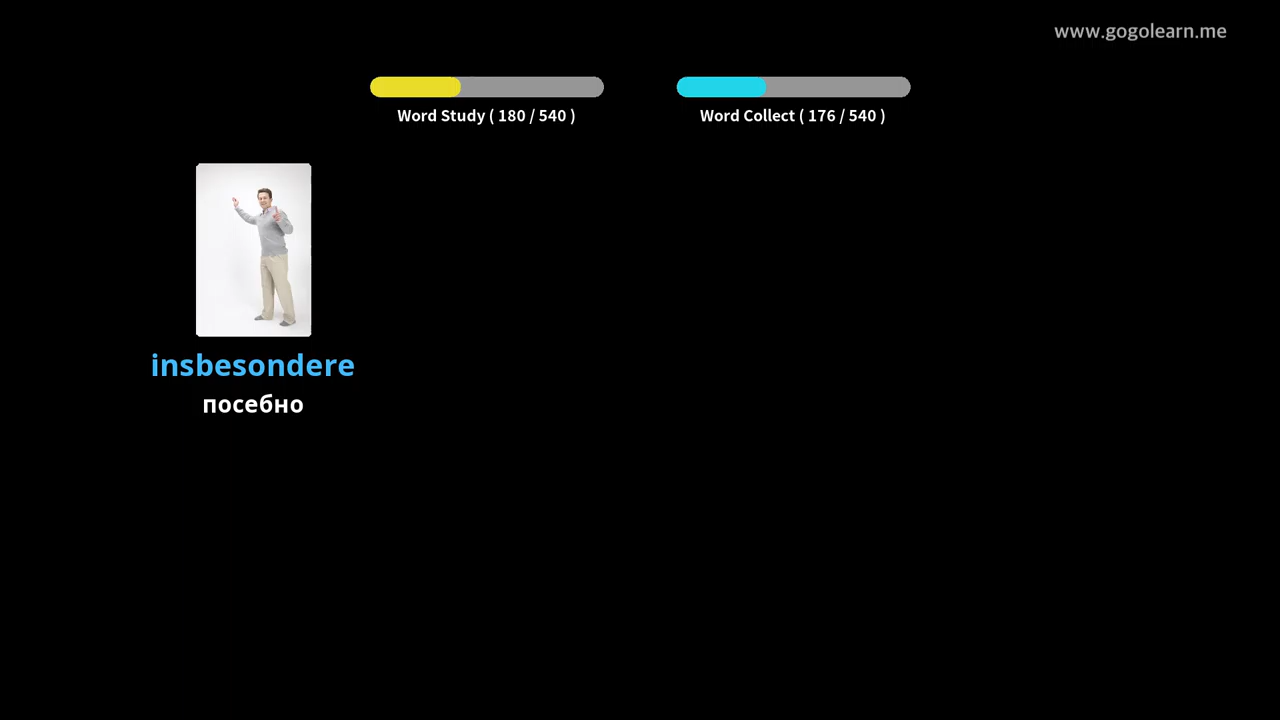 www.gogolearn.me
Word Study ( 180 / 540 )
Word Collect ( 176 / 540 )
insbesondere
посебно